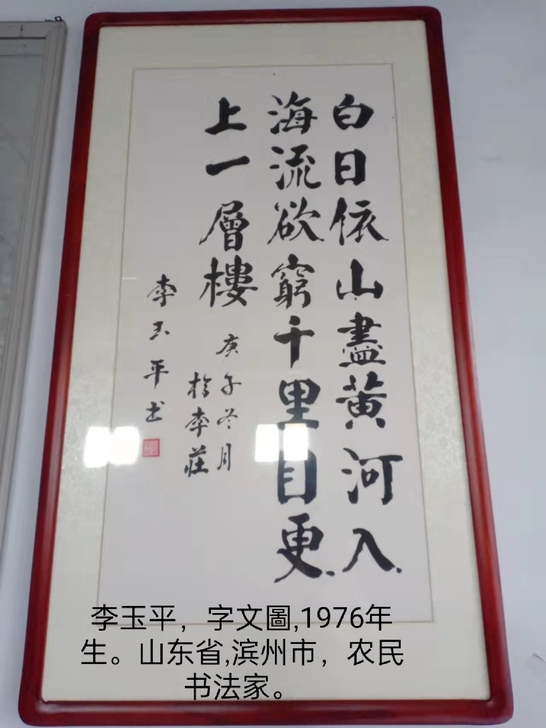 白日依山盡黄河入
海流欲窮千里目更
上一層樓
庚子冬月
於李莊
李玉平书
李玉平，字文圖,1976年
生。山东省,滨州市，农民
书法家。